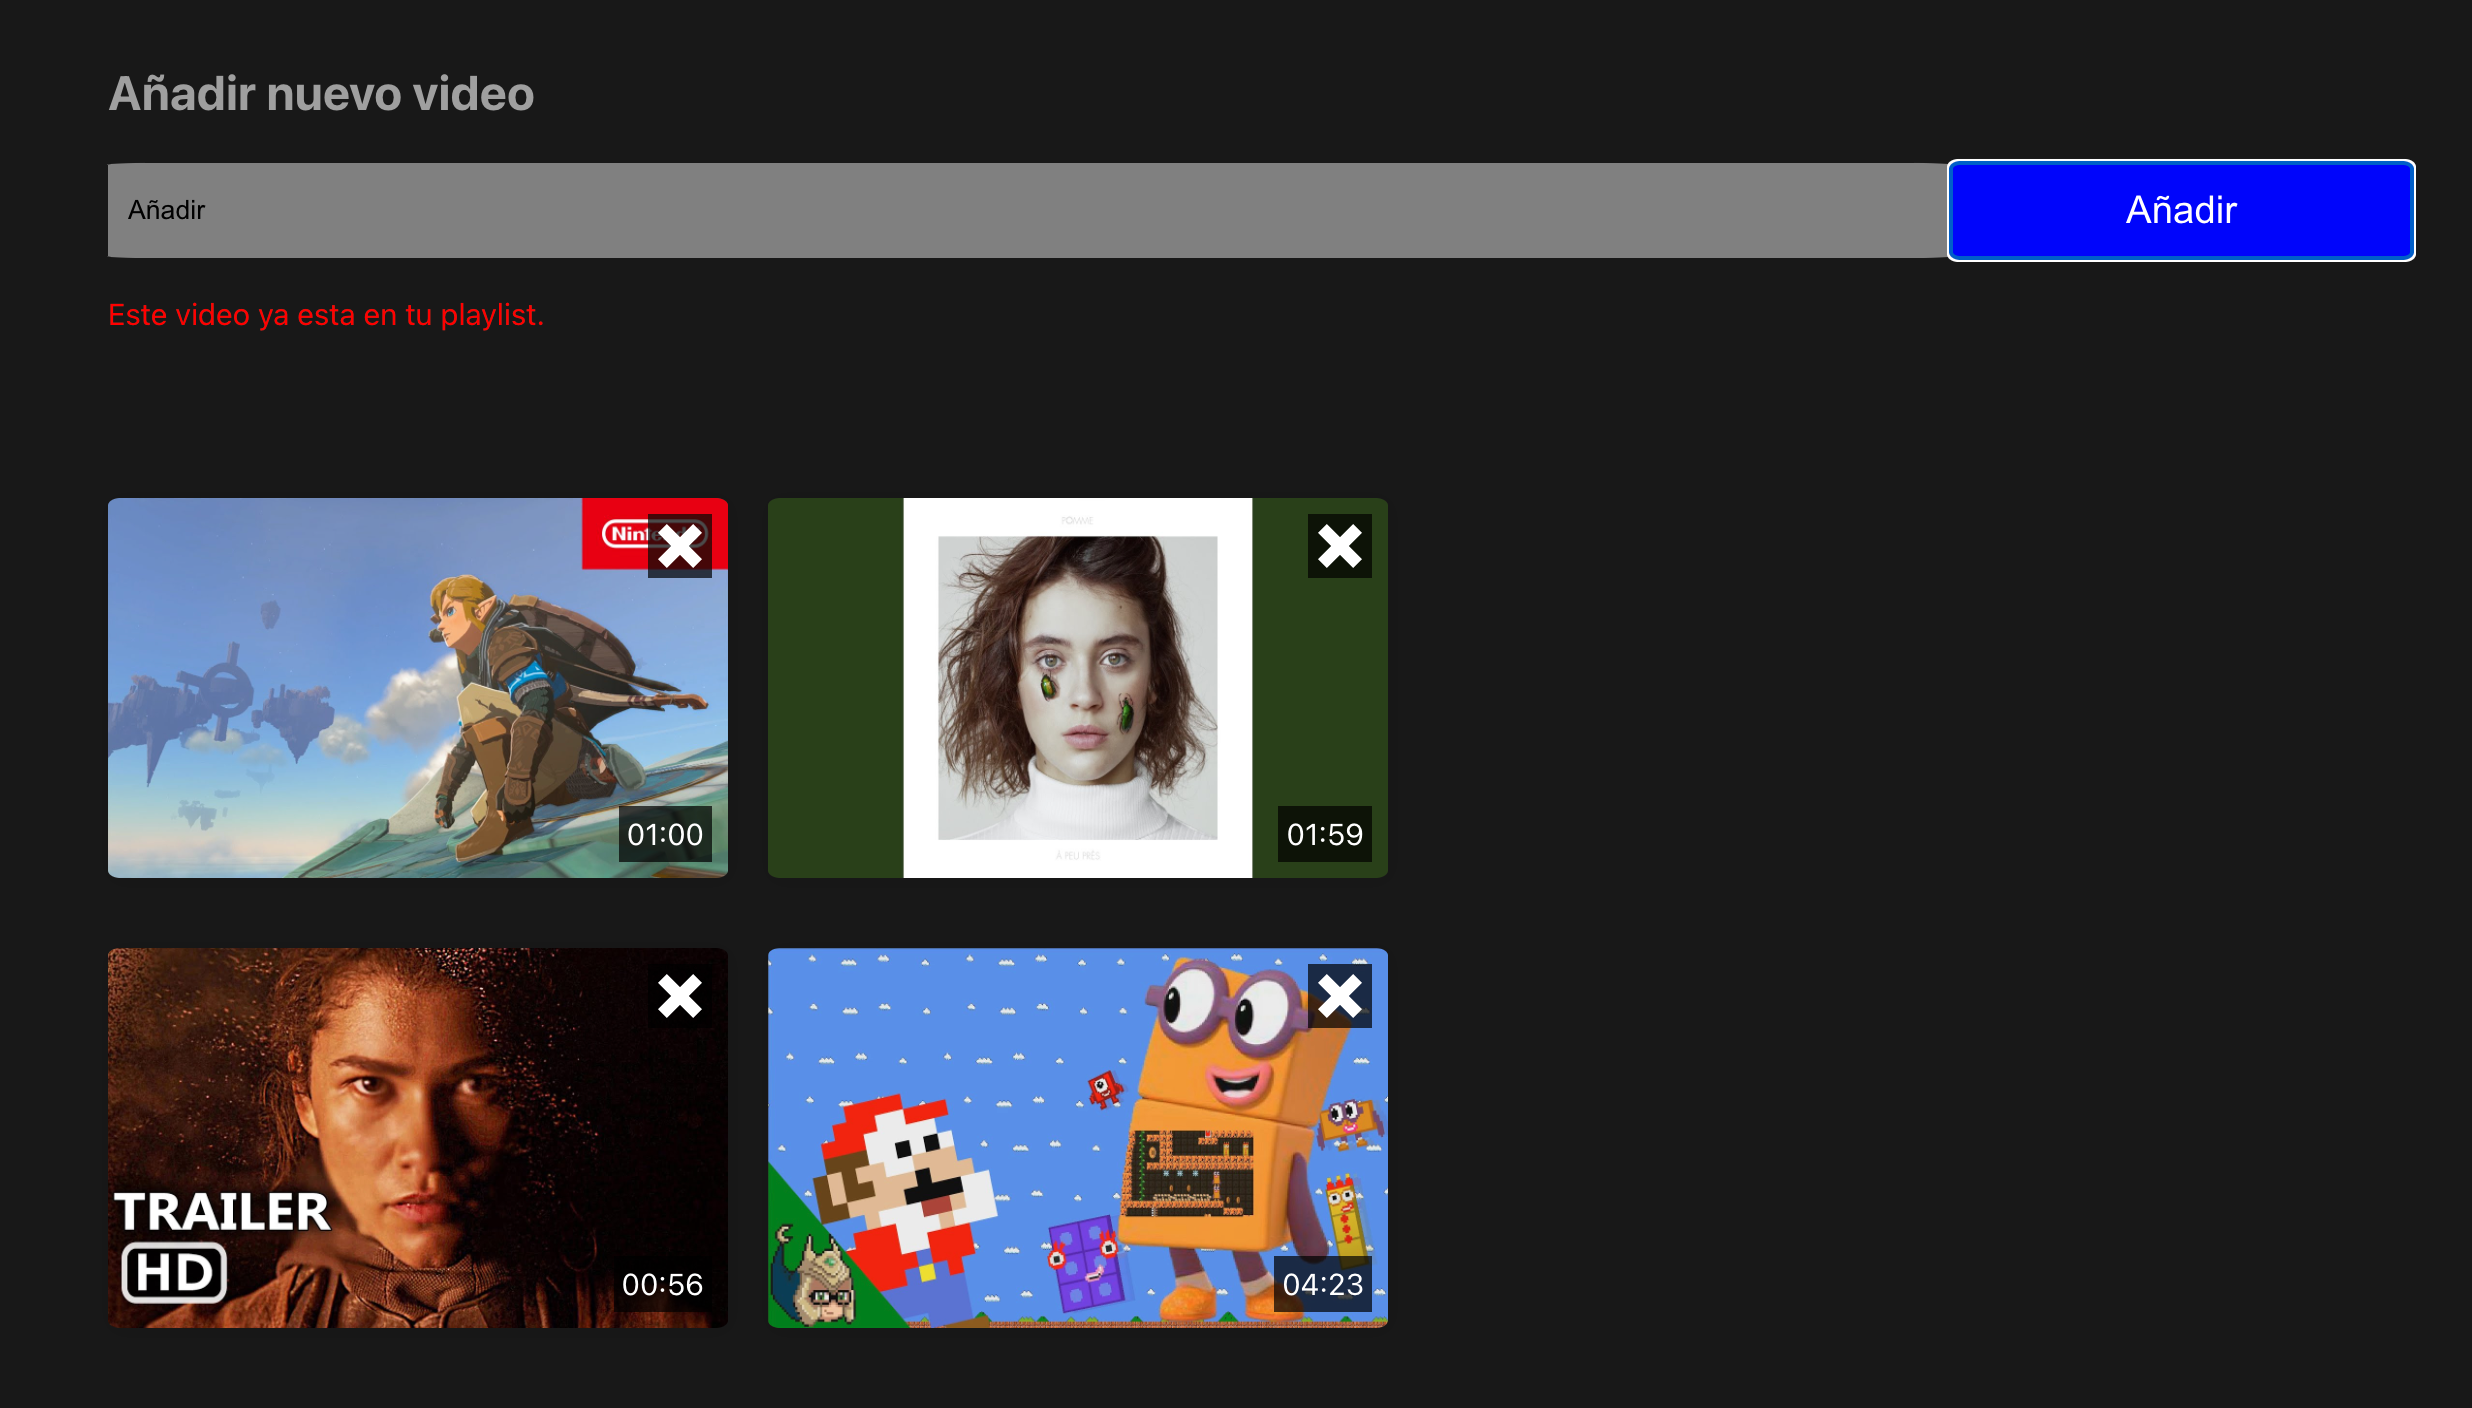 Añadir nuevo video
Añadir
Añadir
Este video ya esta en tu playlist.
01:00
POMME
À PEU PRÈS
01:59
TRAILER
HD
00:56
04:23